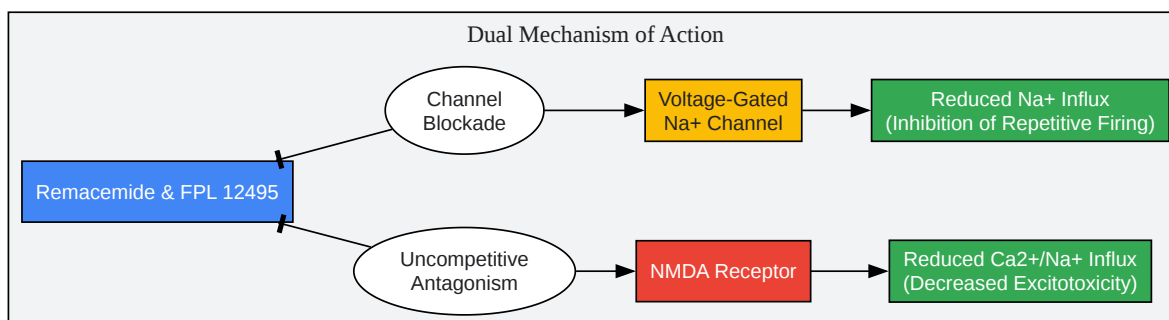 Dual Mechanism of Action
Channel
Blockade
Voltage-Gated
Na+ Channel
Reduced Na+ Influx
(Inhibition of Repetitive Firing)
Remacemide & FPL 12495
Uncompetitive
Antagonism
NMDA Receptor
Reduced Ca2+/Na+ Influx
(Decreased Excitotoxicity)